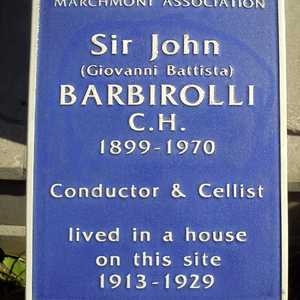 MARCHMONT ASSOCIATION
Sir John
(Giovanni Battista)
BARBIROLLI
C.H.
1899-1970
Conductor & Cellist
lived in a house
on this site
1913-1929